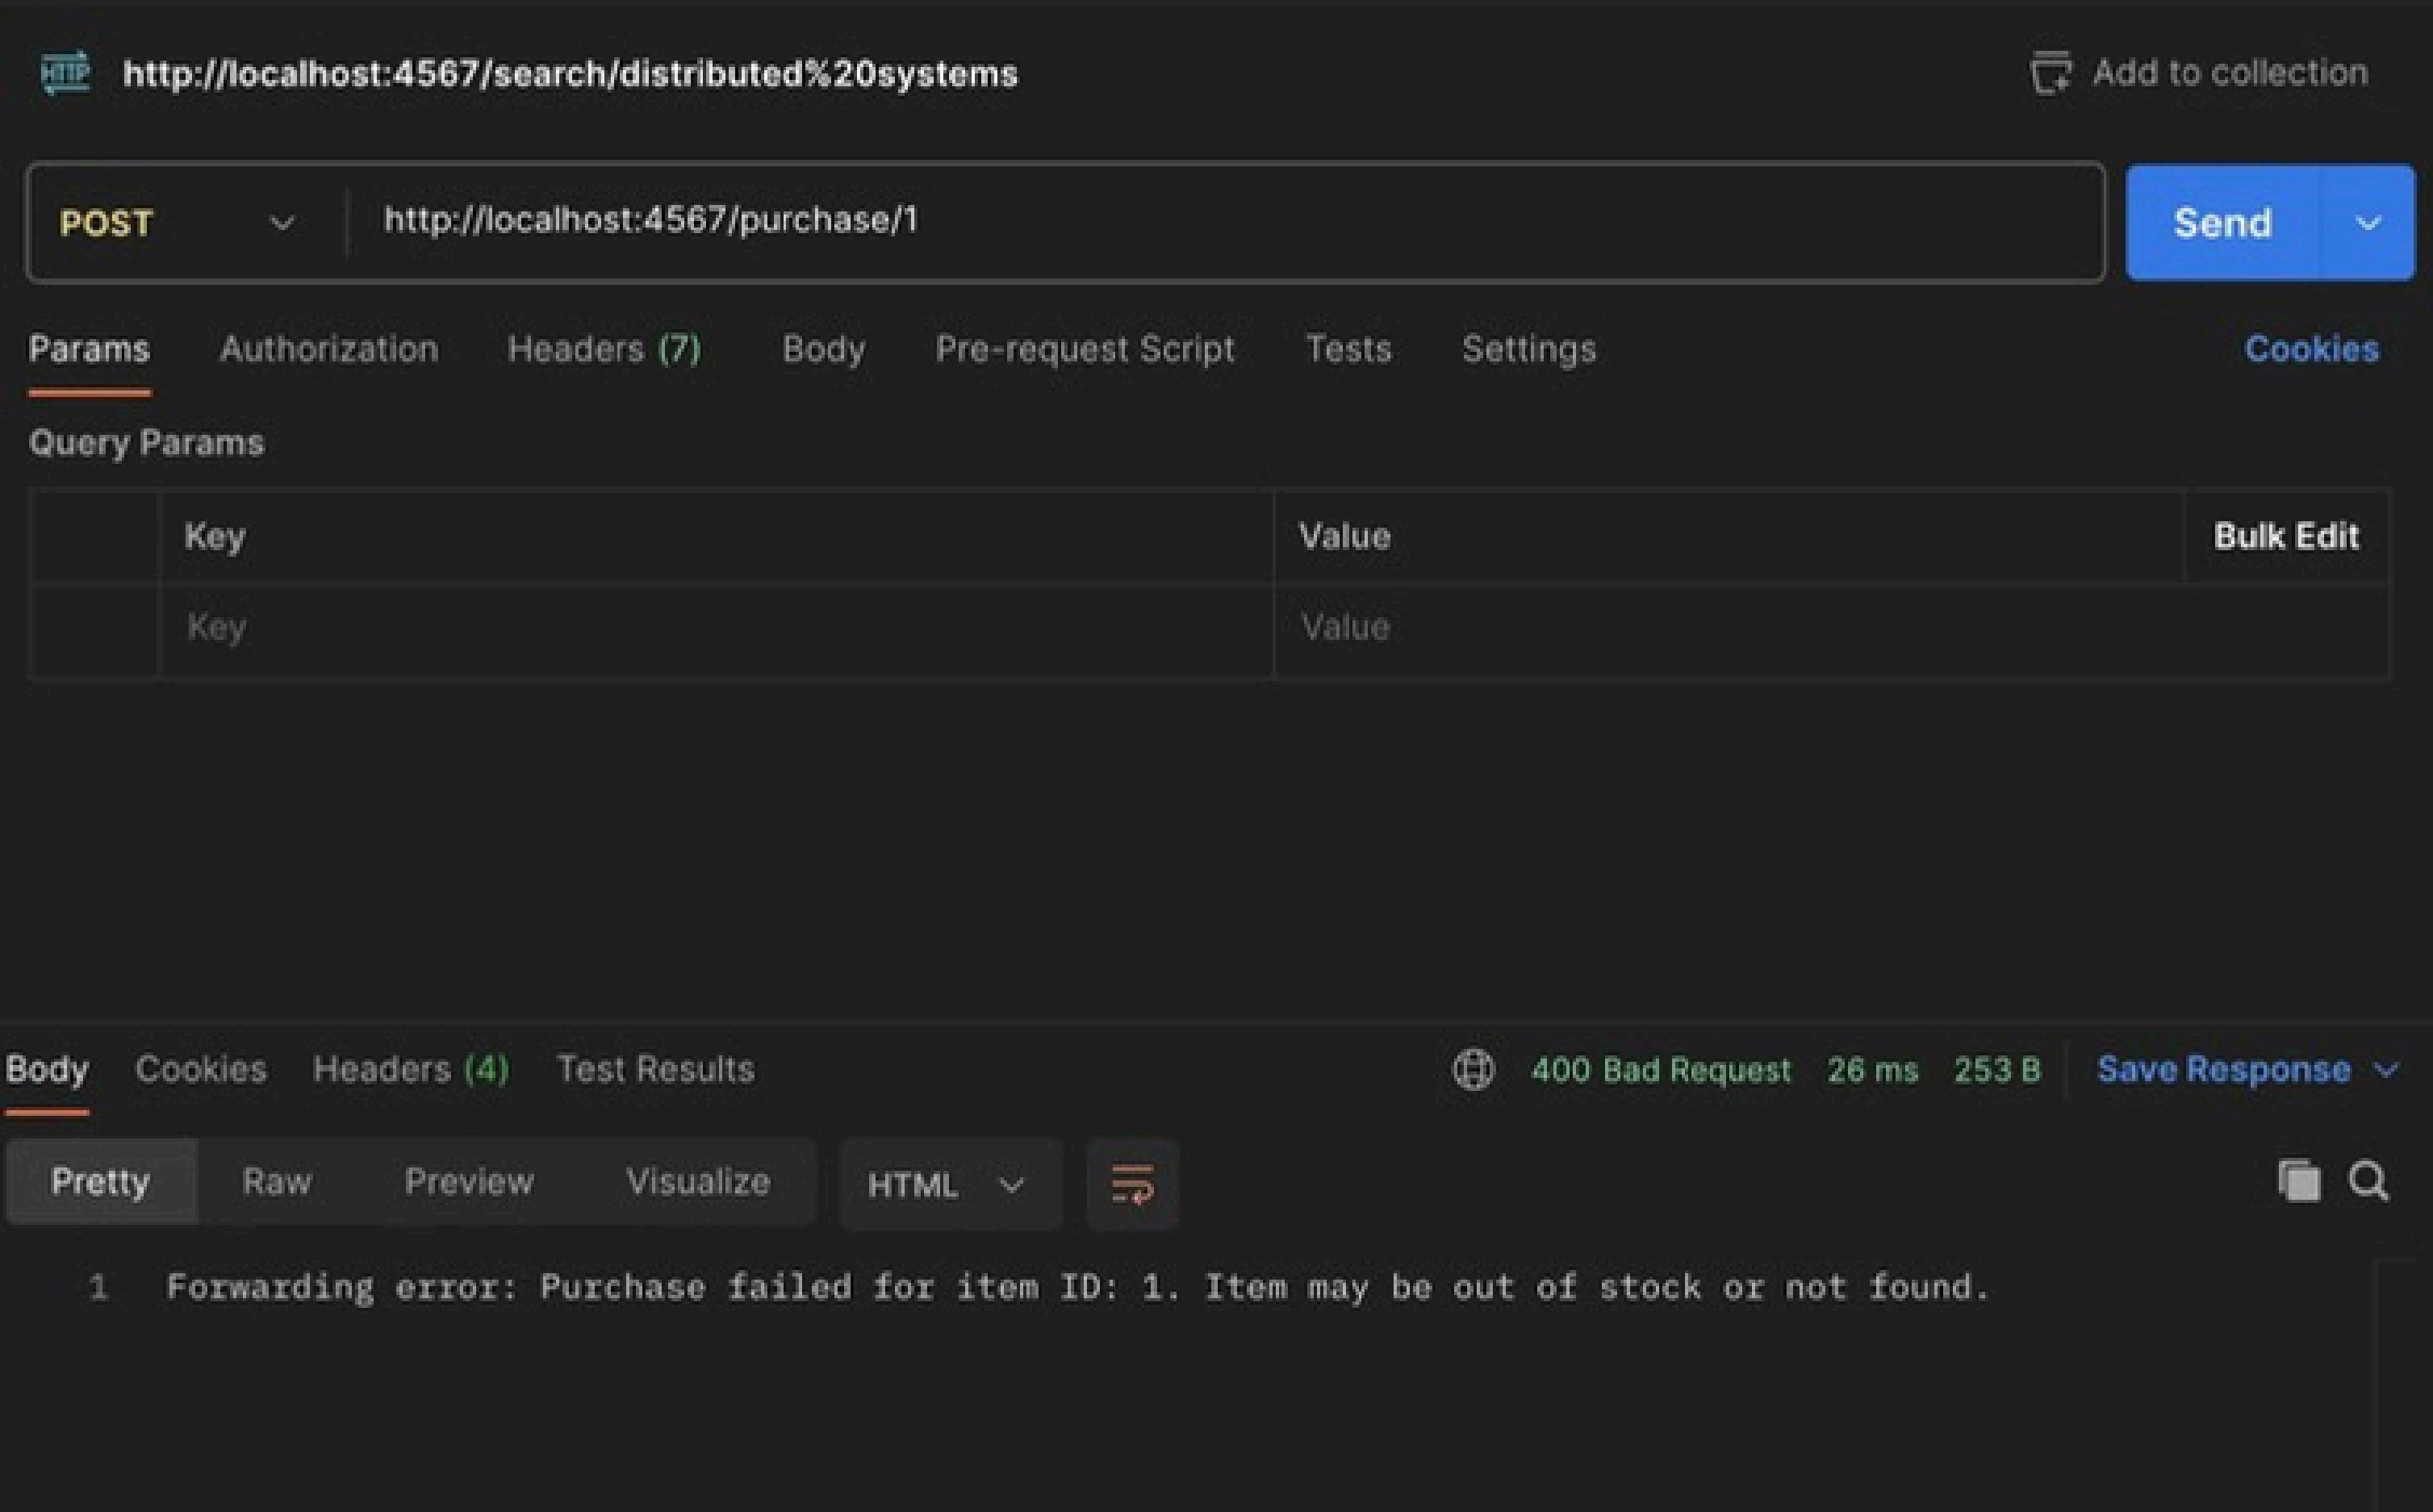 HTTP http://localhost:4567/search/distributed%20systems Add to collection
POST http://localhost:4567/purchase/1 Send
Params Authorization Headers (7) Body Pre-request Script Tests Settings Cookies
Query Params
Key Value Bulk Edit
Key Value
Body Cookies Headers (4) Test Results 400 Bad Request 26 ms 253 B Save Response
Pretty Raw Preview Visualize HTML
1 Forwarding error: Purchase failed for item ID: 1. Item may be out of stock or not found.